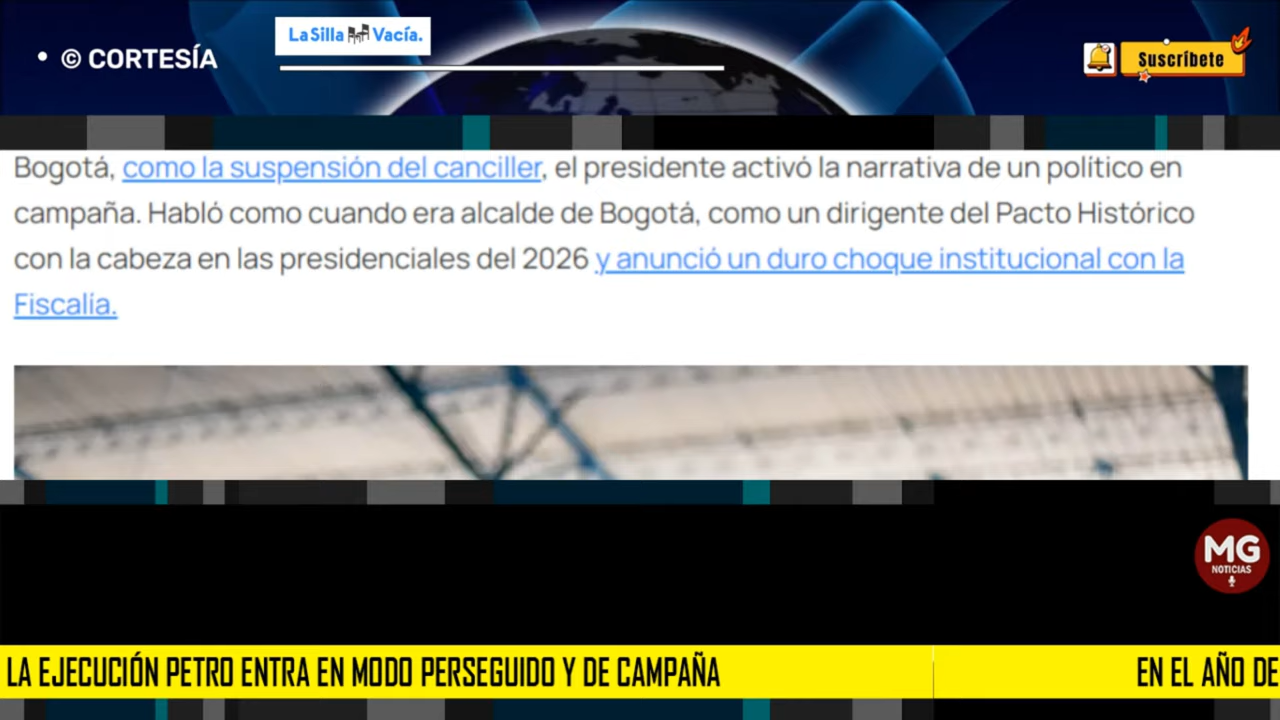 • © CORTESÍA
La Silla Vacía.
Suscríbete
Bogotá, como la suspensión del canciller, el presidente activó la narrativa de un político en
campaña. Habló como cuando era alcalde de Bogotá, como un dirigente del Pacto Histórico
con la cabeza en las presidenciales del 2026 y anunció un duro choque institucional con la
Fiscalía.
MG
NOTICIAS
LA EJECUCIÓN PETRO ENTRA EN MODO PERSEGUIDO Y DE CAMPAÑA
EN EL AÑO DE